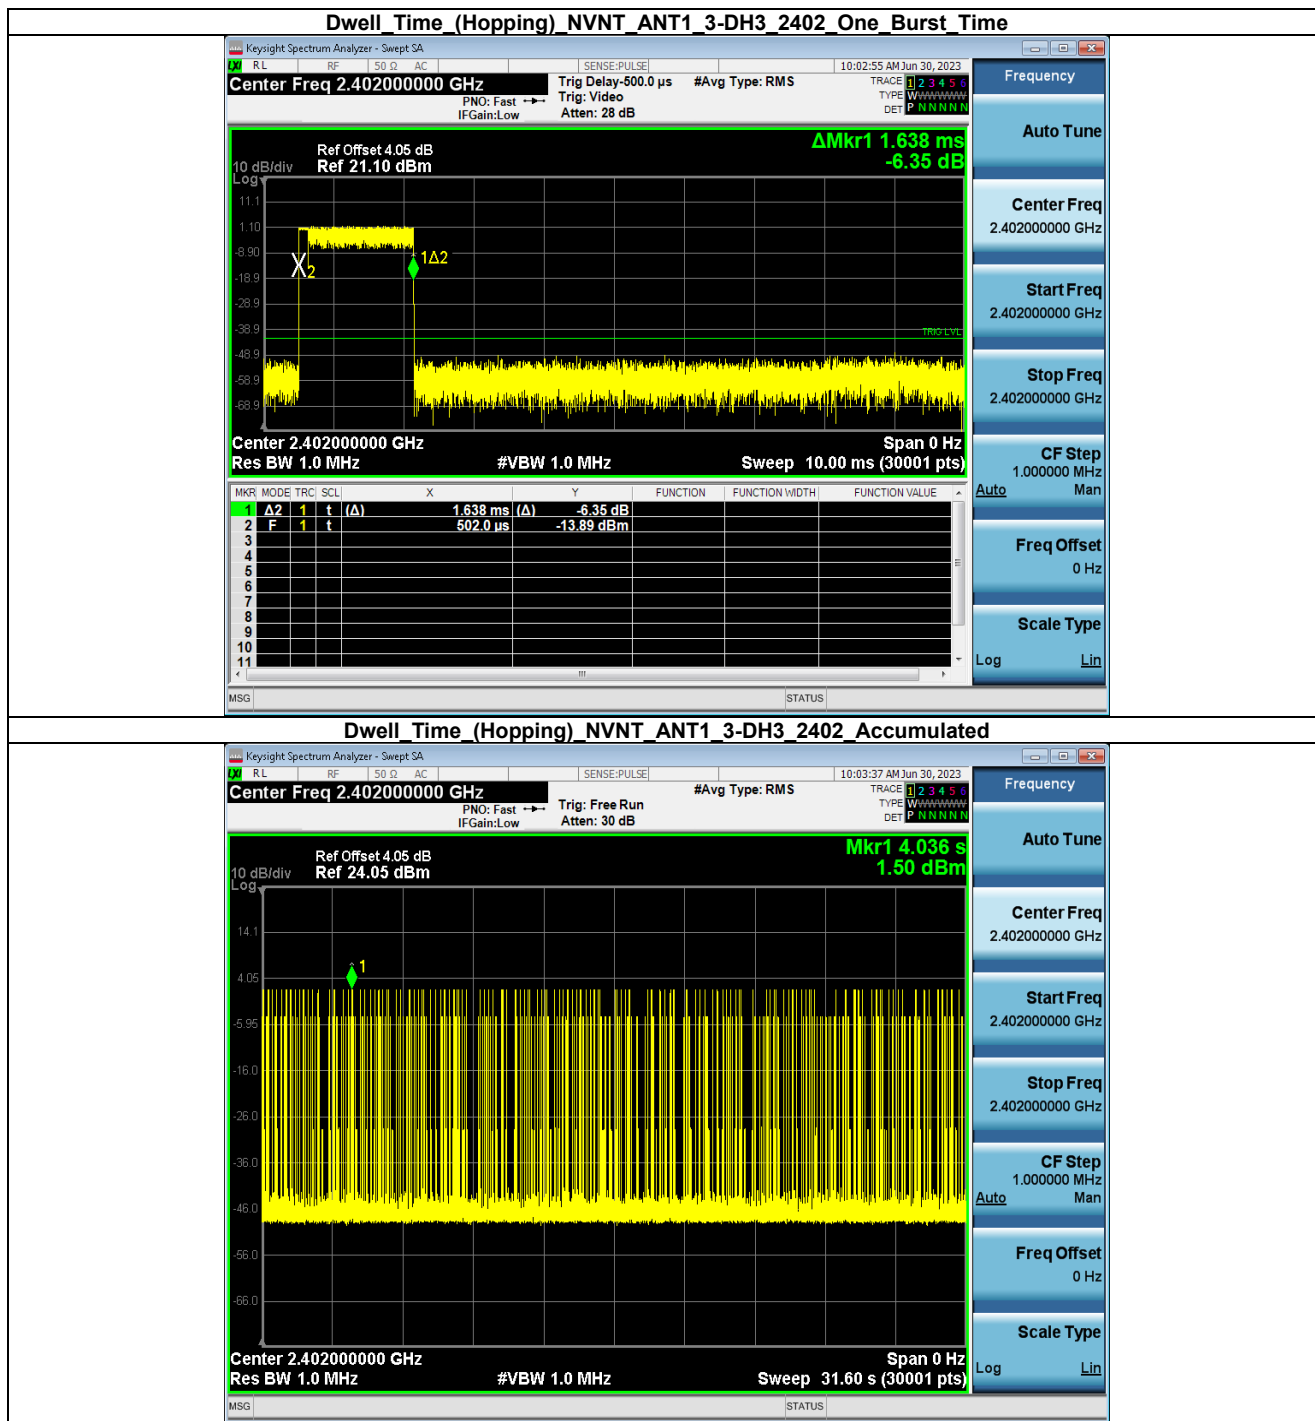 Dwell_Time_(Hopping)_NVNT_ANT1_3-DH3_2402_One_Burst_Time
Keysight Spectrum Analyzer - Swept SA
LXI RL RF 50 Ω AC SENSE:PULSE 10:02:55 AM Jun 30, 2023
Center Freq 2.402000000 GHz
PNO: Fast
IFGain:Low
Trig Delay-500.0 µs
Trig: Video
Atten: 28 dB
#Avg Type: RMS
TRACE 1 2 3 4 5 6
TYPE W
DET P N N N N N
Frequency
Auto Tune
Center Freq
2.402000000 GHz
Start Freq
2.402000000 GHz
Stop Freq
2.402000000 GHz
CF Step
1.000000 MHz
Auto Man
Freq Offset
0 Hz
Scale Type
Log Lin
ΔMkr1 1.638 ms
-6.35 dB
Ref Offset 4.05 dB
10 dB/div Ref 21.10 dBm
Log
11.1
1.10
-8.90
-18.9
-28.9
-38.9
-48.9
-58.9
-68.9
2
1Δ2
TRIG LVL
Center 2.402000000 GHz Span 0 Hz
Res BW 1.0 MHz #VBW 1.0 MHz Sweep 10.00 ms (30001 pts)
MKR MODE TRC SCL X Y FUNCTION FUNCTION WIDTH FUNCTION VALUE
1 Δ2 1 t (Δ) 1.638 ms (Δ) -6.35 dB
2 F 1 t 502.0 µs -13.89 dBm
3
4
5
6
7
8
9
10
11
MSG STATUS
Dwell_Time_(Hopping)_NVNT_ANT1_3-DH3_2402_Accumulated
Keysight Spectrum Analyzer - Swept SA
LXI RL RF 50 Ω AC SENSE:PULSE 10:03:37 AM Jun 30, 2023
Center Freq 2.402000000 GHz
PNO: Fast
IFGain:Low
Trig: Free Run
Atten: 30 dB
#Avg Type: RMS
TRACE 1 2 3 4 5 6
TYPE W
DET P N N N N N
Frequency
Auto Tune
Center Freq
2.402000000 GHz
Start Freq
2.402000000 GHz
Stop Freq
2.402000000 GHz
CF Step
1.000000 MHz
Auto Man
Freq Offset
0 Hz
Scale Type
Log Lin
Mkr1 4.036 s
1.50 dBm
Ref Offset 4.05 dB
10 dB/div Ref 24.05 dBm
Log
14.1
4.05
-5.95
-16.0
-26.0
-36.0
-46.0
-56.0
-66.0
1
Center 2.402000000 GHz Span 0 Hz
Res BW 1.0 MHz #VBW 1.0 MHz Sweep 31.60 s (30001 pts)
MSG STATUS